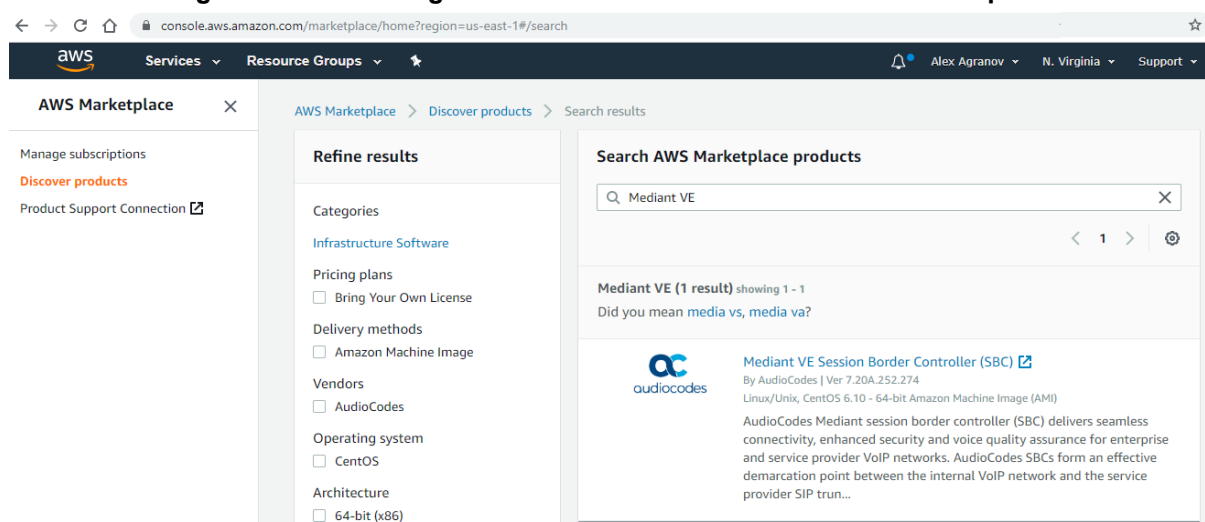 console.aws.amazon.com/marketplace/home?region=us-east-1#/search
aws Services Resource Groups Alex Agranov N. Virginia Support
AWS Marketplace
Manage subscriptions
Discover products
Product Support Connection
AWS Marketplace > Discover products > Search results
Refine results
Categories
Infrastructure Software
Pricing plans
Bring Your Own License
Delivery methods
Amazon Machine Image
Vendors
AudioCodes
Operating system
CentOS
Architecture
64-bit (x86)
Search AWS Marketplace products
Mediant VE
< 1 >
Mediant VE (1 result) showing 1 - 1
Did you mean media vs, media va?
audiocodes
Mediant VE Session Border Controller (SBC)
By AudioCodes | Ver 7.20A.252.274
Linux/Unix, CentOS 6.10 - 64-bit Amazon Machine Image (AMI)
AudioCodes Mediant session border controller (SBC) delivers seamless
connectivity, enhanced security and voice quality assurance for enterprise
and service provider VoIP networks. AudioCodes SBCs form an effective
demarcation point between the internal VoIP network and the service
provider SIP trun...